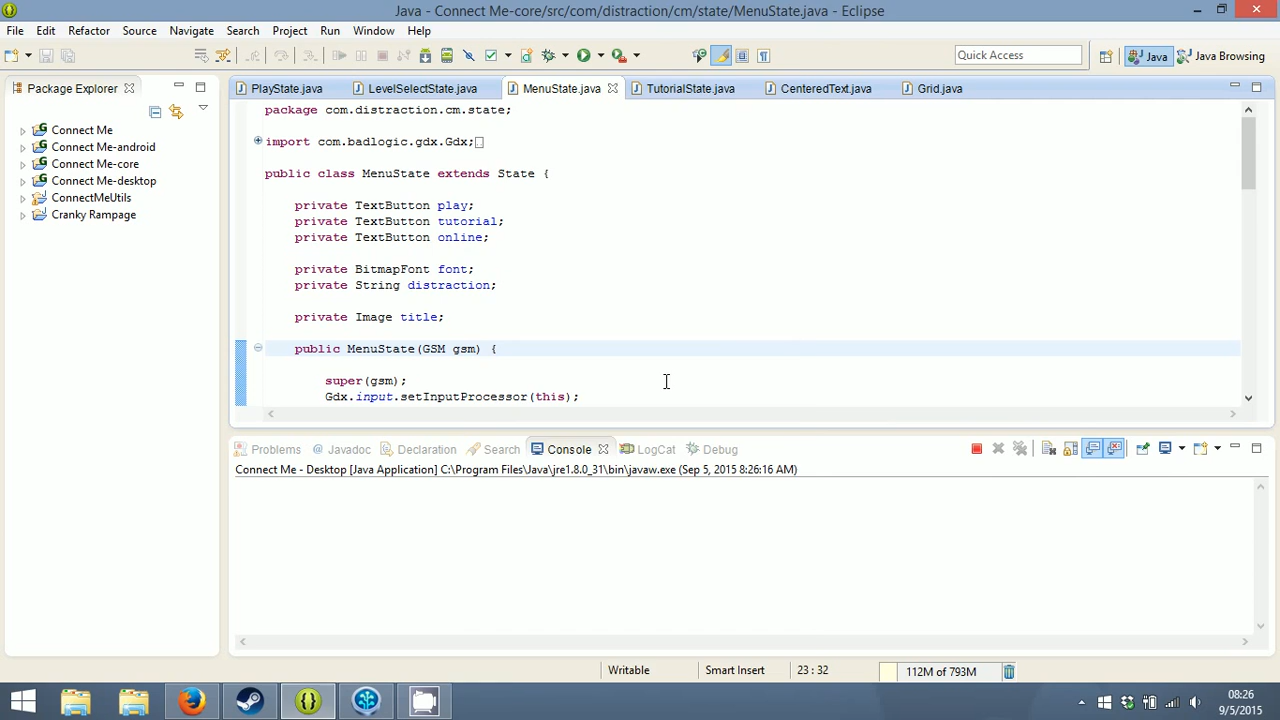 Java - Connect Me-core/src/com/distraction/cm/state/MenuState.java - Eclipse
File Edit Refactor Source Navigate Search Project Run Window Help
Quick Access
Java
Java Browsing
Package Explorer
PlayState.java
LevelSelectState.java
MenuState.java
TutorialState.java
CenteredText.java
Grid.java
Connect Me
Connect Me-android
Connect Me-core
Connect Me-desktop
ConnectMeUtils
Cranky Rampage
package com.distraction.cm.state;
import com.badlogic.gdx.Gdx;
public class MenuState extends State {
private TextButton play;
private TextButton tutorial;
private TextButton online;
private BitmapFont font;
private String distraction;
private Image title;
public MenuState(GSM gsm) {
super(gsm);
Gdx.input.setInputProcessor(this);
Problems
Javadoc
Declaration
Search
Console
LogCat
Debug
Connect Me - Desktop [Java Application] C:\Program Files\Java\jre1.8.0_31\bin\javaw.exe (Sep 5, 2015 8:26:16 AM)
Writable
Smart Insert
23 : 32
112M of 793M
08:26
9/5/2015